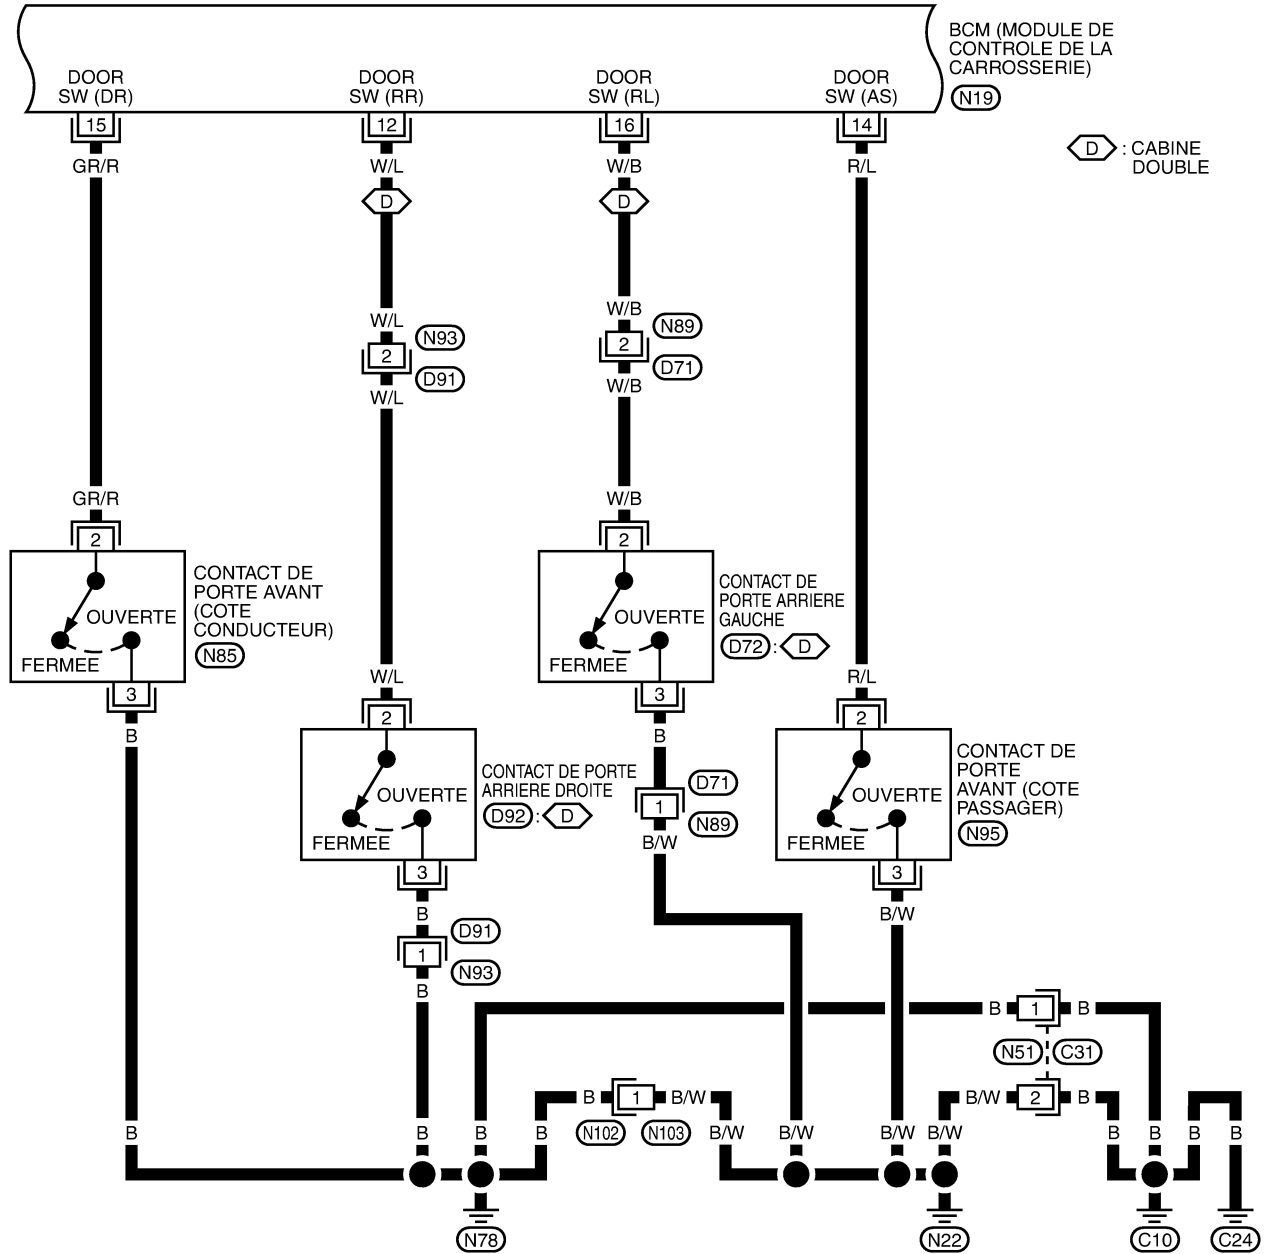 BCM (MODULE DE
CONTROLE DE LA
CARROSSERIE)
N19
DOOR
SW (DR)
DOOR
SW (RR)
DOOR
SW (RL)
DOOR
SW (AS)
15
12
16
14
D : CABINE
DOUBLE
GR/R
W/L
W/B
R/L
D
D
W/L
N93
2
D91
W/L
W/B
N89
2
D71
W/B
GR/R
W/B
2
2
CONTACT DE
PORTE AVANT
(COTE
CONDUCTEUR)
N85
OUVERTE
FERMEE
3
B
CONTACT DE
PORTE ARRIERE
GAUCHE
D72 : D
OUVERTE
FERMEE
3
B
W/L
R/L
2
2
CONTACT DE PORTE
ARRIERE DROITE
D92 : D
OUVERTE
FERMEE
3
B
D71
1
N89
B/W
CONTACT DE
PORTE
AVANT (COTE
PASSAGER)
N95
OUVERTE
FERMEE
3
B/W
D91
1
N93
B
B 1 B
N51 C31
B 1 B/W
N102 N103
B/W 2 B
B
B
B
B
B/W
B/W
B/W
B/W
B
B
B
B
N78
N22
C10
C24